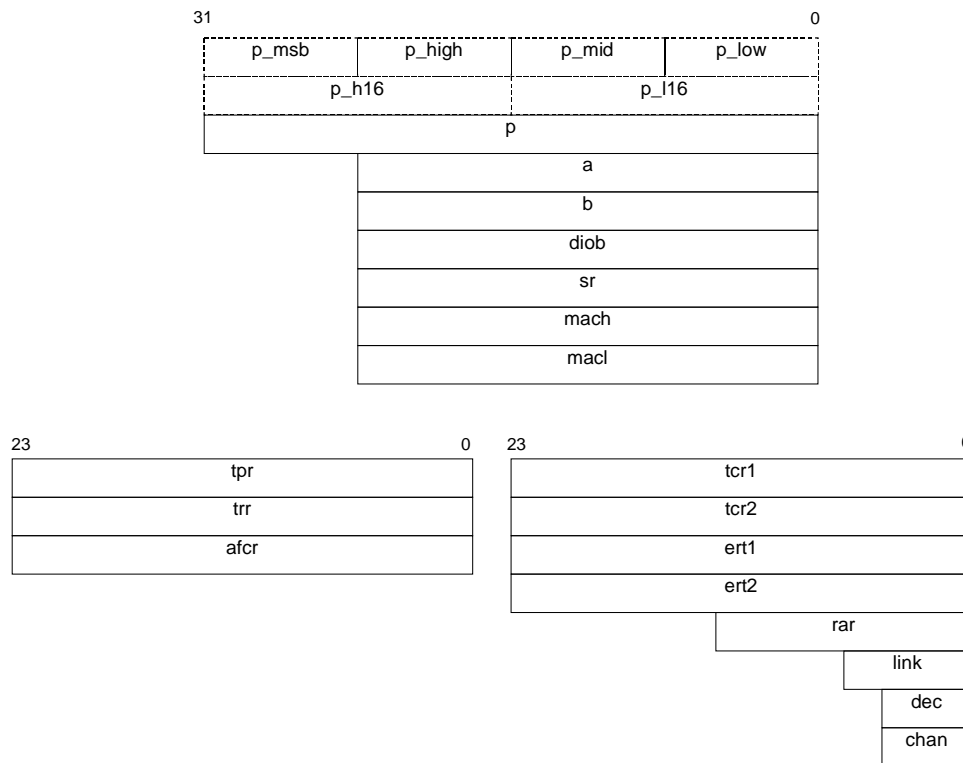 31 0
p_msb p_high p_mid p_low
p_h16 p_l16
p
a
b
diob
sr
mach
macl
23 0
tpr
trr
afcr
23 0
tcr1
tcr2
ert1
ert2
rar
link
dec
chan